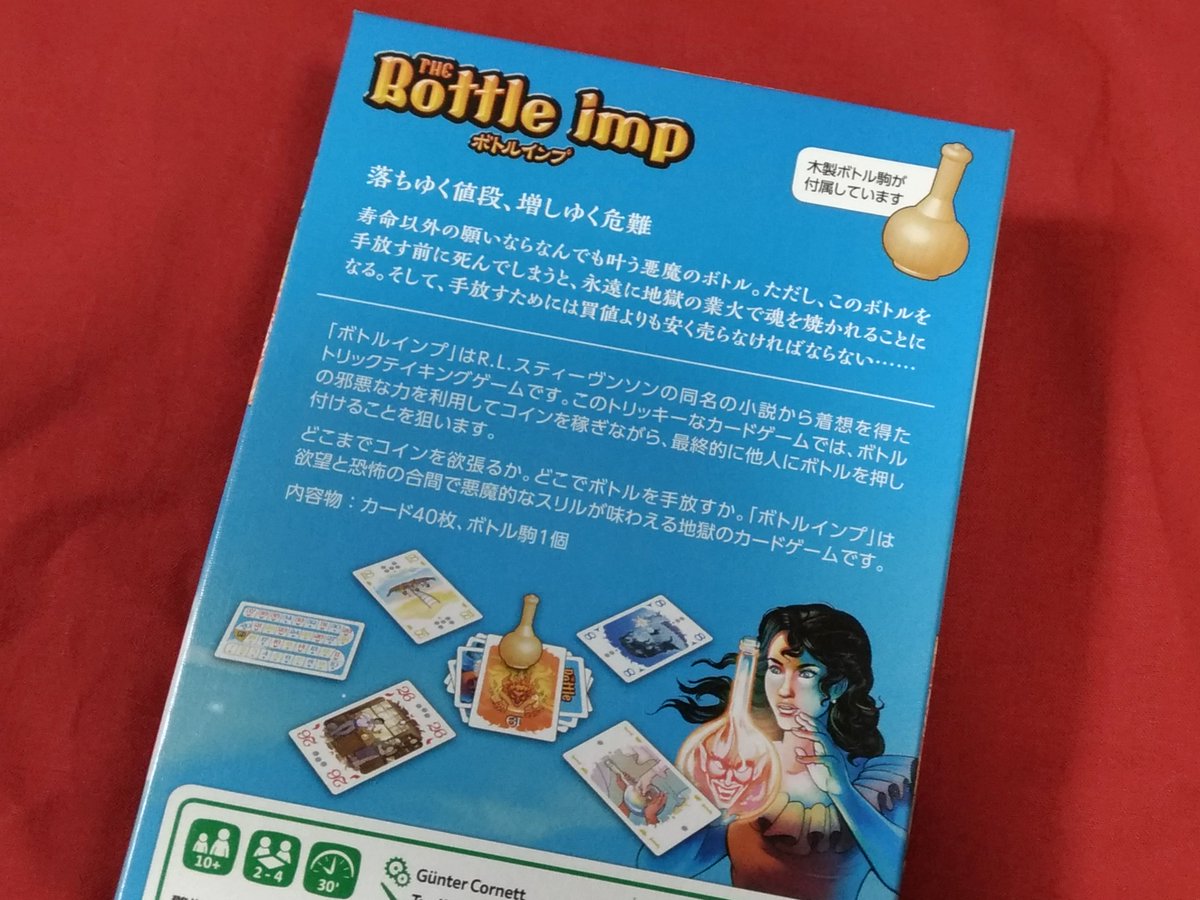 THE
Bottle imp
ボトルインプ
木製ボトル駒が
付属しています
落ちゆく値段、増しゆく危難
寿命以外の願いならなんでも叶う悪魔のボトル。ただし、このボトルを
手放す前に死んでしまうと、永遠に地獄の業火で魂を焼かれることに
なる。そして、手放すためには買値よりも安く売らなければならない……
「ボトルインプ」はR.L.スティーヴンソンの同名の小説から着想を得た
トリックテイキングゲームです。このトリッキーなカードゲームでは、ボトル
の邪悪な力を利用してコインを稼ぎながら、最終的に他人にボトルを押し
付けることを狙います。
どこまでコインを欲張るか。どこでボトルを手放すか。「ボトルインプ」は
欲望と恐怖の合間で悪魔的なスリルが味わえる地獄のカードゲームです。
内容物：カード40枚、ボトル駒1個
Bottle
19
26
26
26
26
10+
2-4
30'
Günter Cornett